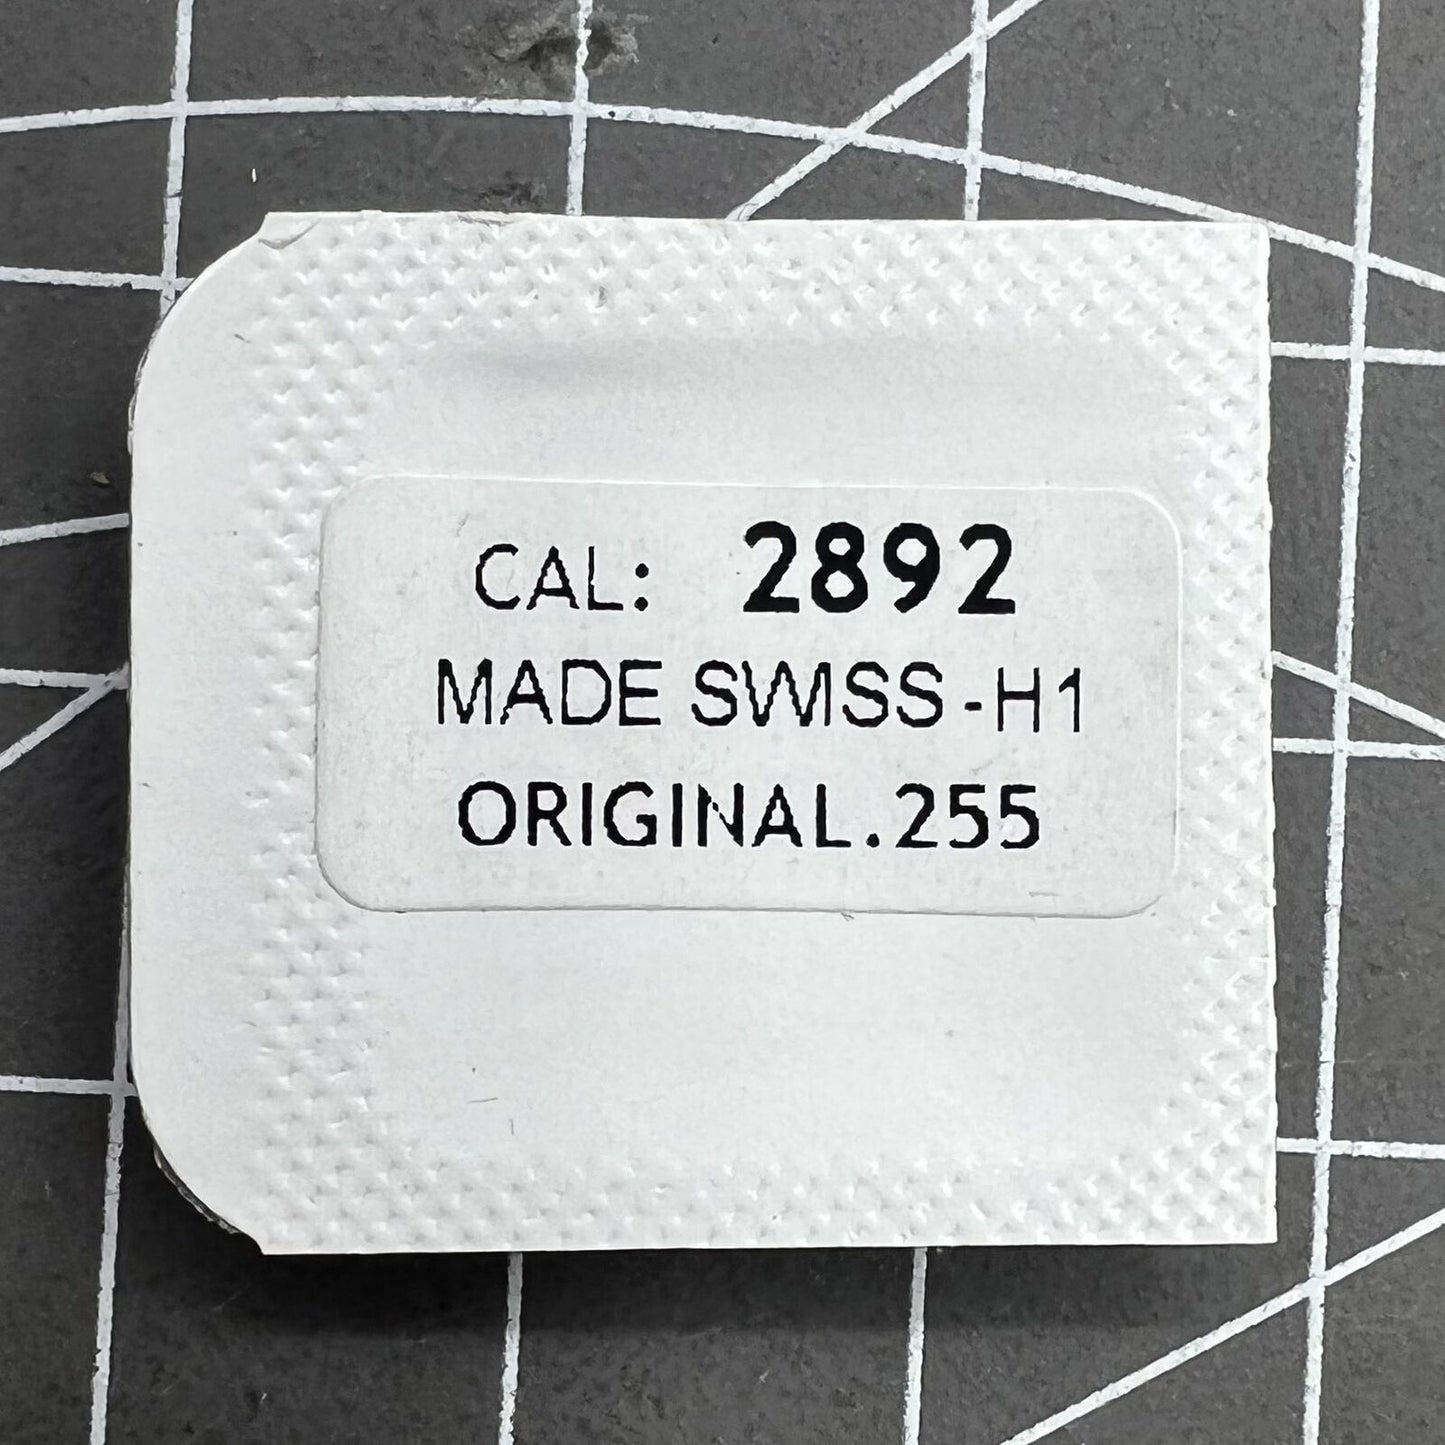 CAL: 2892
MADE SWISS-H1
ORIGINAL.255